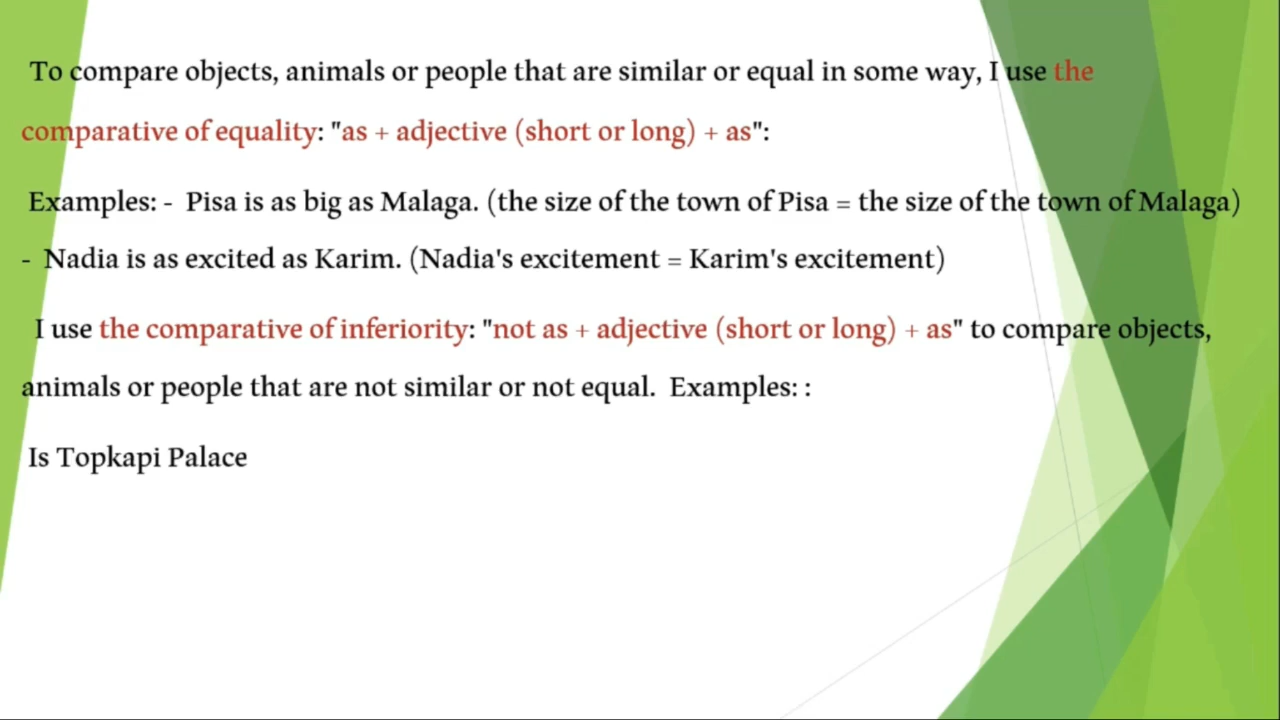 To compare objects, animals or people that are similar or equal in some way, I use the
comparative of equality: "as + adjective (short or long) + as":
Examples: - Pisa is as big as Malaga. (the size of the town of Pisa = the size of the town of Malaga)
- Nadia is as excited as Karim. (Nadia's excitement = Karim's excitement)
I use the comparative of inferiority: "not as + adjective (short or long) + as" to compare objects,
animals or people that are not similar or not equal. Examples: :
Is Topkapi Palace